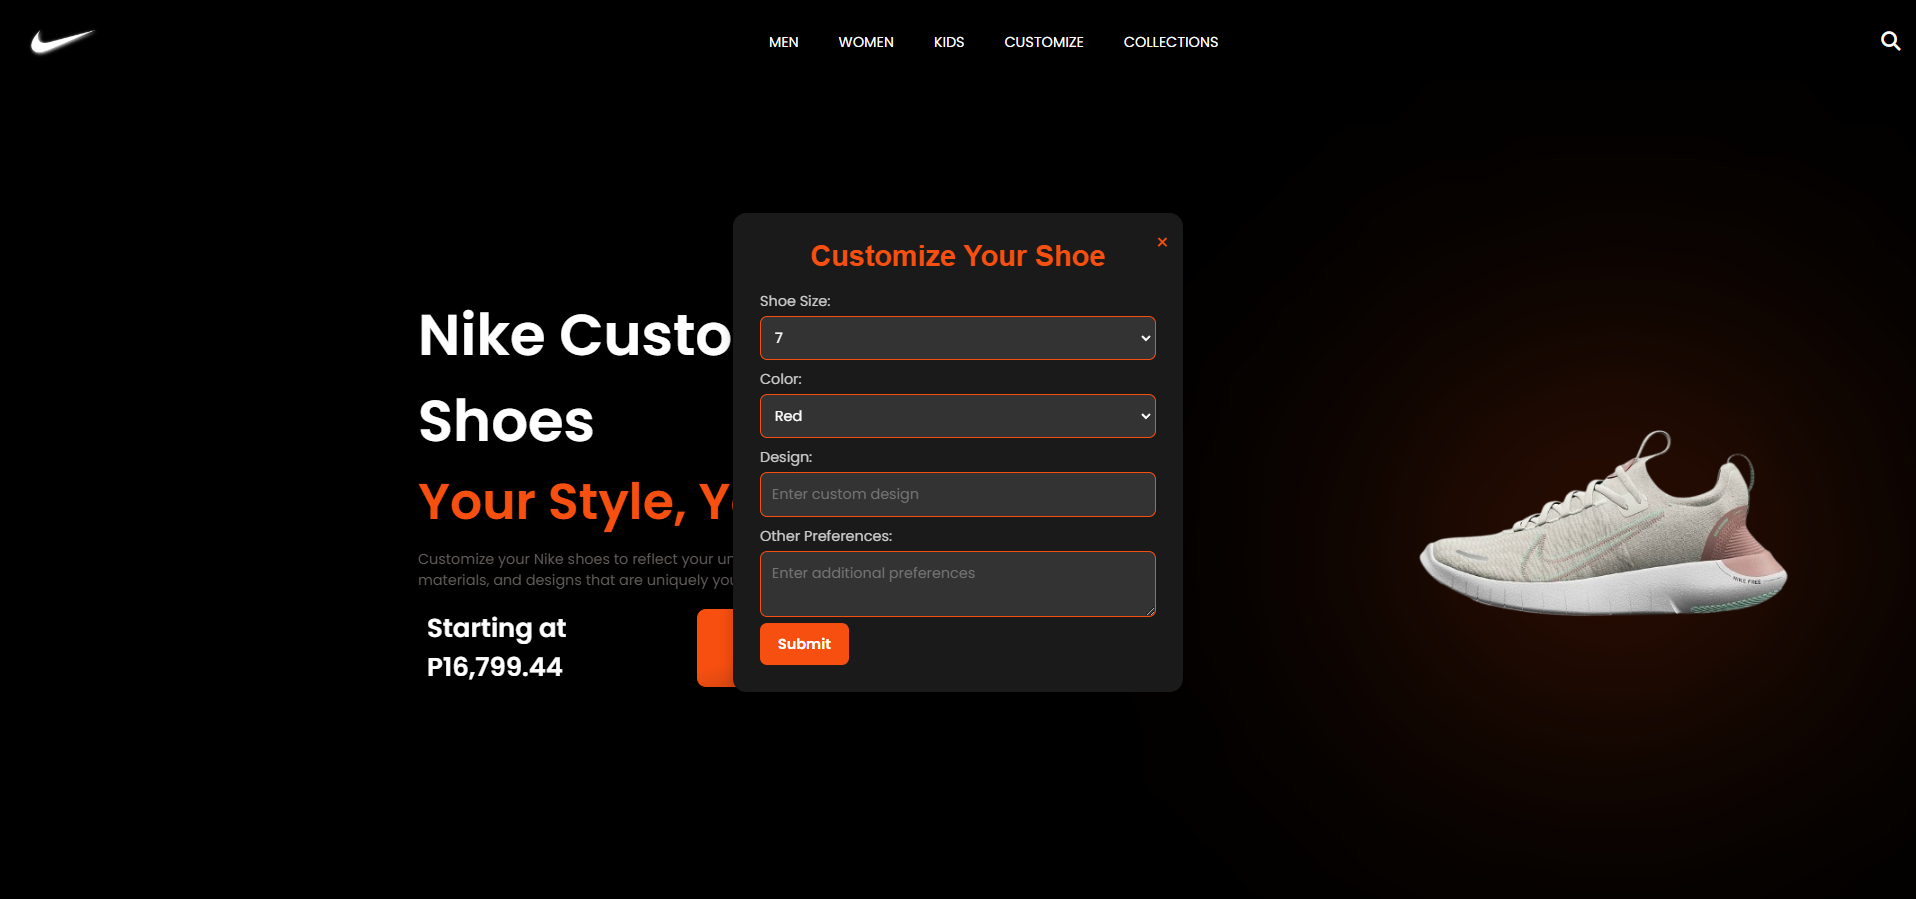 MEN WOMEN KIDS CUSTOMIZE COLLECTIONS
Customize Your Shoe
×
Shoe Size:
7
Color:
Red
Design:
Enter custom design
Other Preferences:
Enter additional preferences
Submit
Nike Custo
Shoes
Your Style, Y
Customize your Nike shoes to reflect your un
materials, and designs that are uniquely you
Starting at
P16,799.44
NIKE FREE